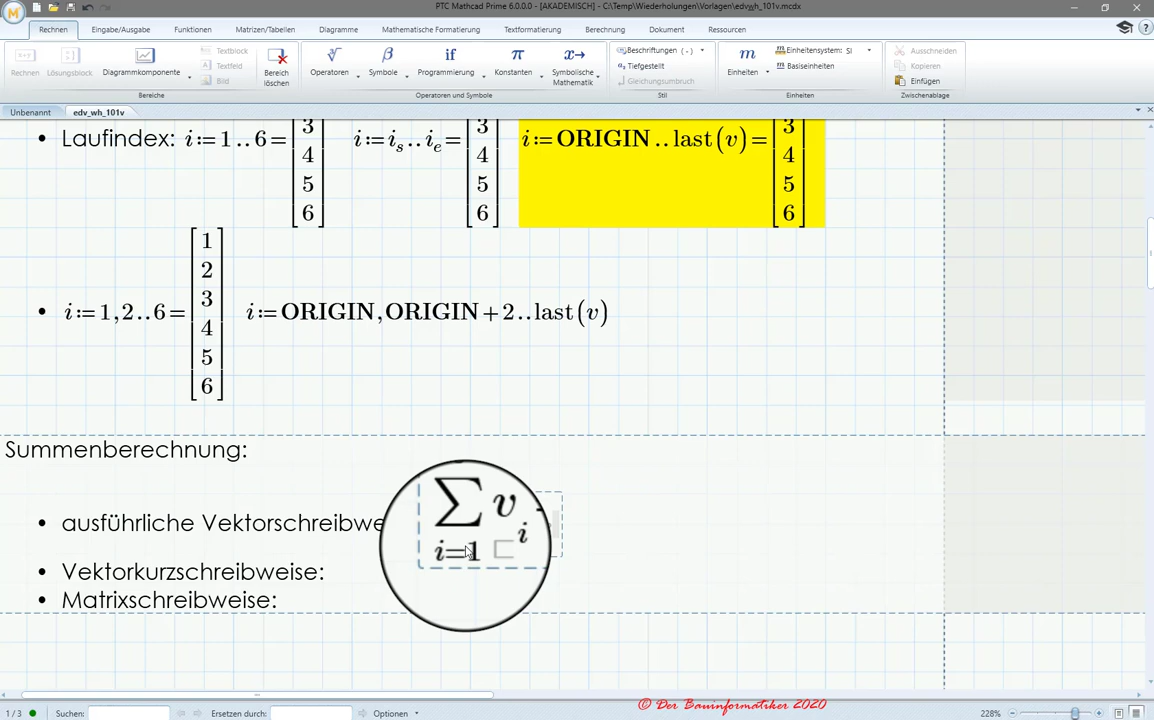 PTC Mathcad Prime 6.0.0.0 - [AKADEMISCH] - C:\Temp\Wiederholungen\Vorlagen\edv_wh_101v.mcdx
Rechnen Eingabe/Ausgabe Funktionen Matrizen/Tabellen Diagramme Mathematische Formatierung Textformatierung Berechnung Dokument Ressourcen
Rechnen Lösungsblock Diagrammkomponente Textblock Textfeld Bild Bereich löschen
Operatoren Symbole Programmierung Konstanten Symbolische Mathematik
Beschriftungen ( - ) Tiefgestellt Gleichungsumbruch
Einheiten Einheitensystem: SI Basiseinheiten
Ausschneiden Kopieren Einfügen
Bereiche Operatoren und Symbole Stil Einheiten Zwischenablage
Unbenannt edv_wh_101v
• Laufindex: i:=1..6=[3 4 5 6] i:=i_s..i_e=[3 4 5 6] i:=ORIGIN..last(v)=[3 4 5 6]
• i:=1,2..6=[1 2 3 4 5 6] i:=ORIGIN,ORIGIN+2..last(v)
Summenberechnung:
• ausführliche Vektorschreibwe
∑ v_i
i=1
• Vektorkurzschreibweise:
• Matrixschreibweise:
© Der Bauinformatiker 2020
1 / 3 Suchen: Ersetzen durch: Optionen 228%